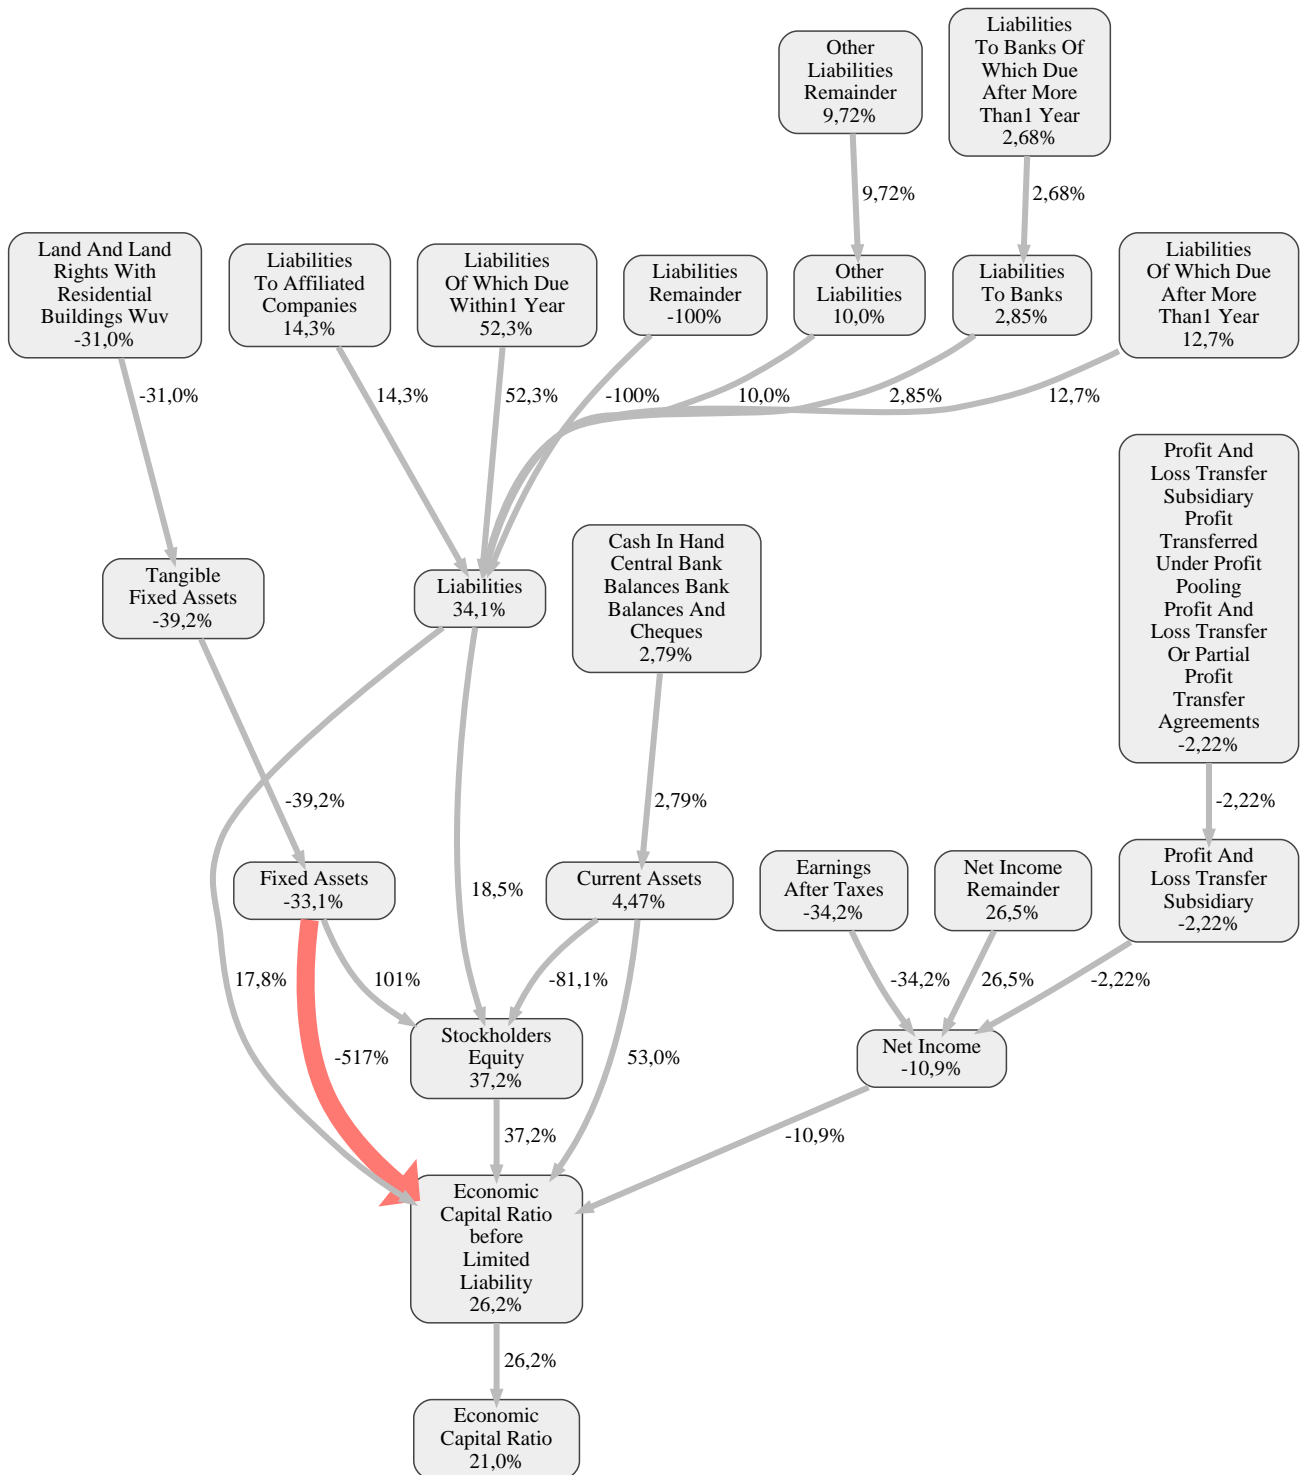 Other
Liabilities
Remainder
9,72%
Liabilities
To Banks Of
Which Due
After More
Than1 Year
2,68%
9,72%
2,68%
Land And Land
Rights With
Residential
Buildings Wuv
-31,0%
Liabilities
To Affiliated
Companies
14,3%
Liabilities
Of Which Due
Within1 Year
52,3%
Liabilities
Remainder
-100%
Other
Liabilities
10,0%
Liabilities
To Banks
2,85%
Liabilities
Of Which Due
After More
Than1 Year
12,7%
-31,0%
14,3%
52,3%
-100%
10,0%
2,85%
12,7%
Profit And
Loss Transfer
Subsidiary
Profit
Transferred
Under Profit
Pooling
Profit And
Loss Transfer
Or Partial
Profit
Transfer
Agreements
-2,22%
Tangible
Fixed Assets
-39,2%
Liabilities
34,1%
Cash In Hand
Central Bank
Balances Bank
Balances And
Cheques
2,79%
-39,2%
2,79%
-2,22%
Fixed Assets
-33,1%
18,5%
Current Assets
4,47%
Earnings
After Taxes
-34,2%
Net Income
Remainder
26,5%
Profit And
Loss Transfer
Subsidiary
-2,22%
17,8%
101%
-81,1%
-34,2%
26,5%
-2,22%
-517%
Stockholders
Equity
37,2%
53,0%
Net Income
-10,9%
37,2%
-10,9%
Economic
Capital Ratio
before
Limited
Liability
26,2%
26,2%
Economic
Capital Ratio
21,0%